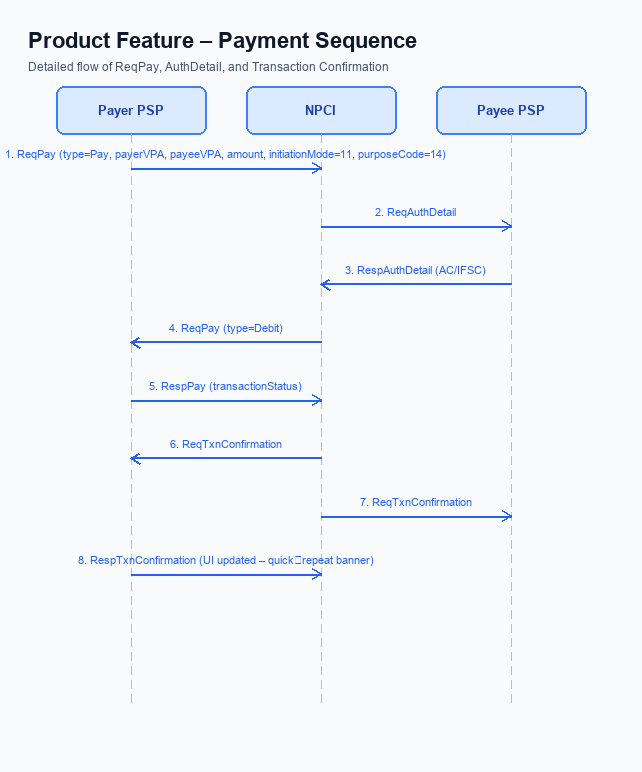 Product Feature – Payment Sequence
Detailed flow of ReqPay, AuthDetail, and Transaction Confirmation
Payer PSP
NPCI
Payee PSP
1. ReqPay (type=Pay, payerVPA, payeeVPA, amount, initiationMode=11, purposeCode=14)
2. ReqAuthDetail
3. RespAuthDetail (AC/IFSC)
4. ReqPay (type=Debit)
5. RespPay (transactionStatus)
6. ReqTxnConfirmation
7. ReqTxnConfirmation
8. RespTxnConfirmation (UI updated – quick□repeat banner)